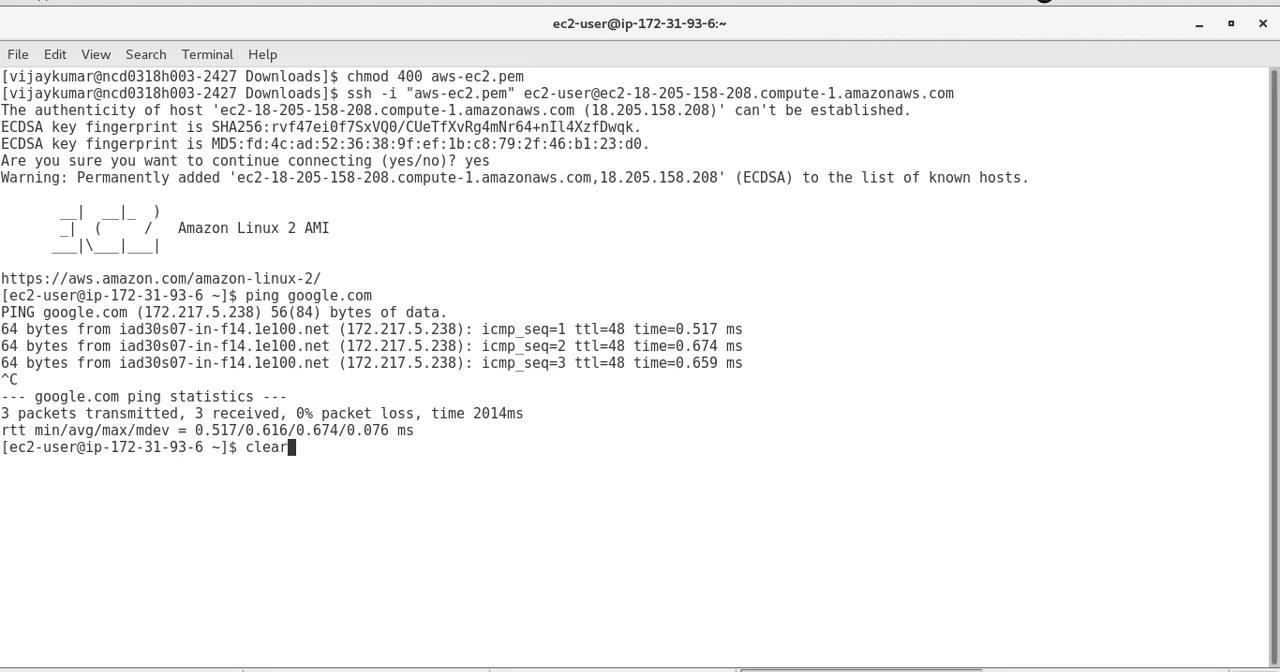 ec2-user@ip-172-31-93-6:~
File Edit View Search Terminal Help
[vijaykumar@ncd0318h003-2427 Downloads]$ chmod 400 aws-ec2.pem
[vijaykumar@ncd0318h003-2427 Downloads]$ ssh -i "aws-ec2.pem" ec2-user@ec2-18-205-158-208.compute-1.amazonaws.com
The authenticity of host 'ec2-18-205-158-208.compute-1.amazonaws.com (18.205.158.208)' can't be established.
ECDSA key fingerprint is SHA256:rvf47ei0f7SxVQ0/CUeTfXvRg4mNr64+nIl4XzfDwqk.
ECDSA key fingerprint is MD5:fd:4c:ad:52:36:38:9f:ef:1b:c8:79:2f:46:b1:23:d0.
Are you sure you want to continue connecting (yes/no)? yes
Warning: Permanently added 'ec2-18-205-158-208.compute-1.amazonaws.com,18.205.158.208' (ECDSA) to the list of known hosts.
       __|  __|_  )
       _|  (     /   Amazon Linux 2 AMI
      ___|\___|___|
https://aws.amazon.com/amazon-linux-2/
[ec2-user@ip-172-31-93-6 ~]$ ping google.com
PING google.com (172.217.5.238) 56(84) bytes of data.
64 bytes from iad30s07-in-f14.1e100.net (172.217.5.238): icmp_seq=1 ttl=48 time=0.517 ms
64 bytes from iad30s07-in-f14.1e100.net (172.217.5.238): icmp_seq=2 ttl=48 time=0.674 ms
64 bytes from iad30s07-in-f14.1e100.net (172.217.5.238): icmp_seq=3 ttl=48 time=0.659 ms
^C
--- google.com ping statistics ---
3 packets transmitted, 3 received, 0% packet loss, time 2014ms
rtt min/avg/max/mdev = 0.517/0.616/0.674/0.076 ms
[ec2-user@ip-172-31-93-6 ~]$ clear